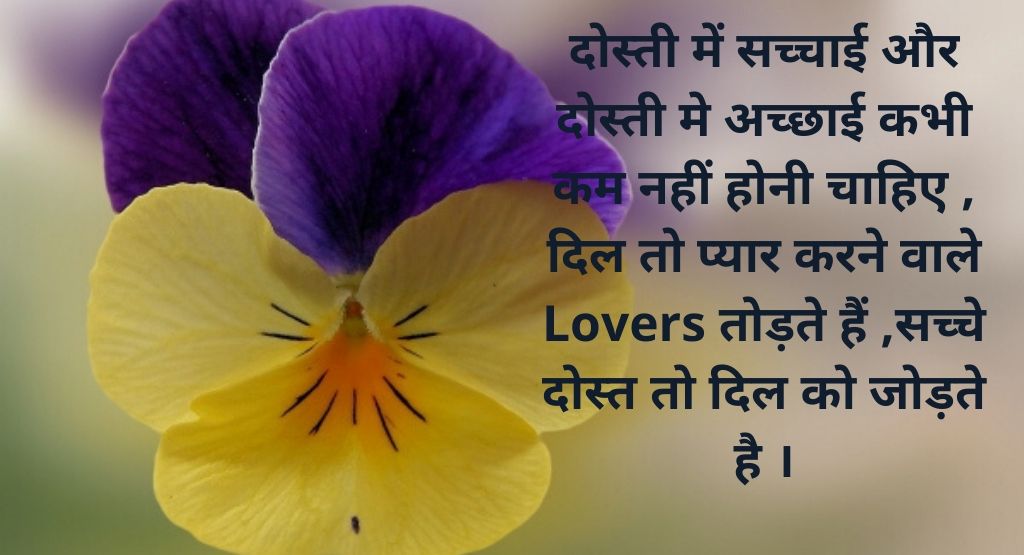 दोस्ती में सच्चाई और
दोस्ती मे अच्छाई कभी
कम नहीं होनी चाहिए ,
दिल तो प्यार करने वाले
Lovers तोड़ते हैं ,सच्चे
दोस्त तो दिल को जोड़ते
है ।